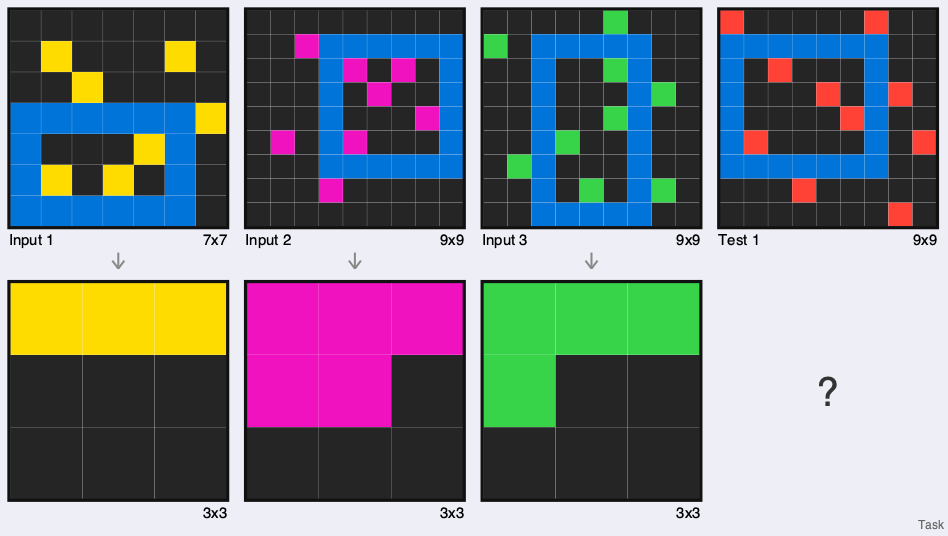 Input 1 7x7
Input 2 9x9
Input 3 9x9
Test 1 9x9
?
3x3
3x3
3x3
Task